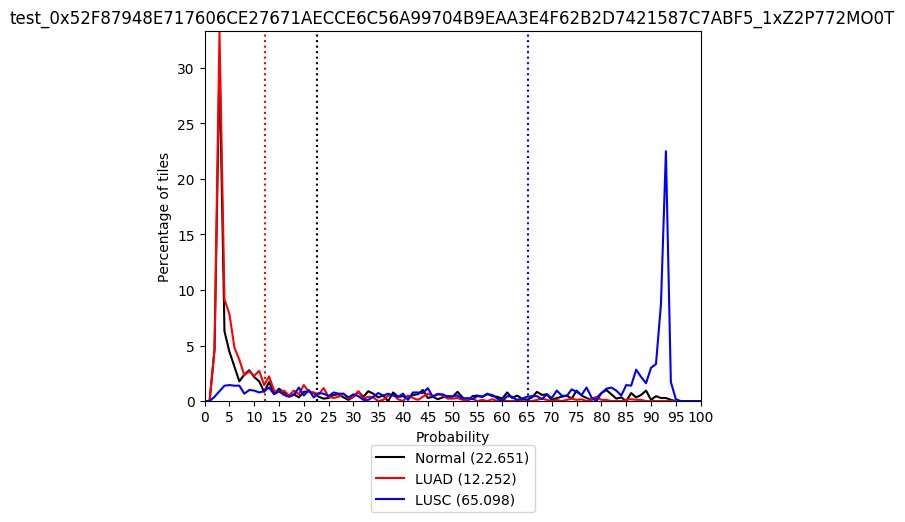 test_0x52F87948E717606CE27671AECCE6C56A99704B9EAA3E4F62B2D7421587C7ABF5_1xZ2P772MO0T
30
25
20
15
10
5
0
Percentage of tiles
0 5 10 15 20 25 30 35 40 45 50 55 60 65 70 75 80 85 90 95 100
Probability
Normal (22.651)
LUAD (12.252)
LUSC (65.098)